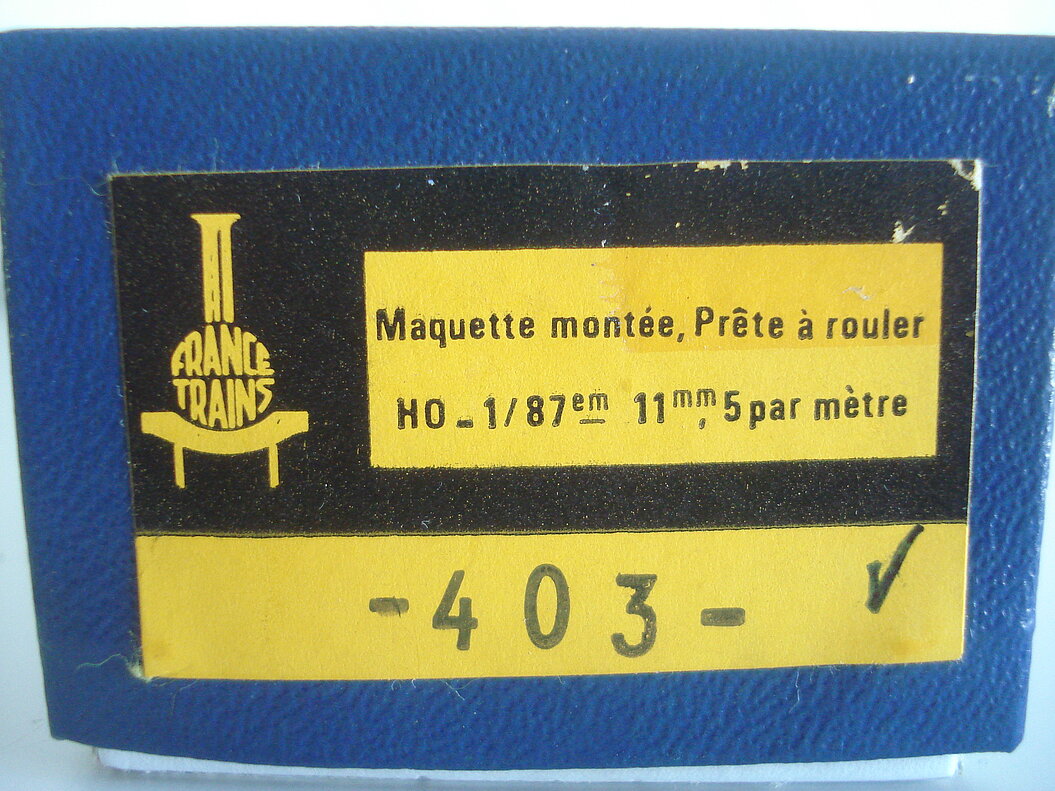 FRANCE
TRAINS
Maquette montée, Prête à rouler
HO - 1/87em 11mm,5 par mètre
- 403 -